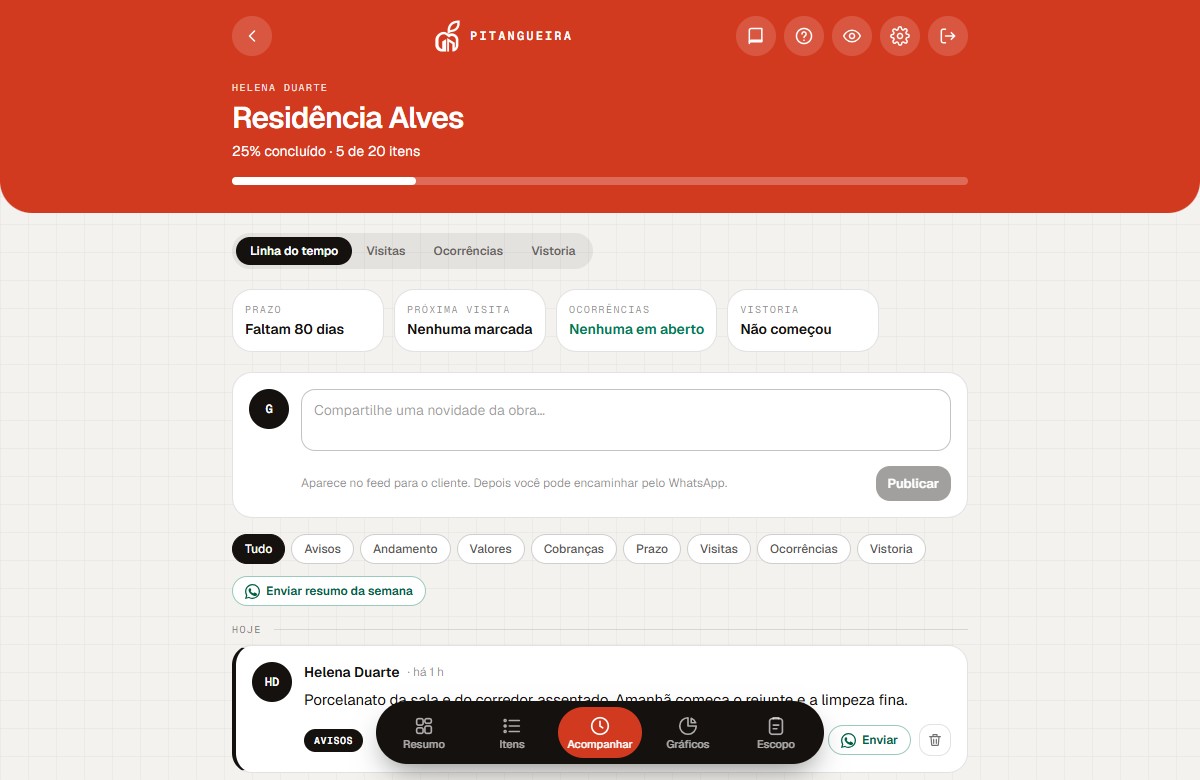 PITANGUEIRA
HELENA DUARTE
Residência Alves
25% concluído · 5 de 20 itens
Linha do tempo Visitas Ocorrências Vistoria
PRAZO PRÓXIMA VISITA OCORRÊNCIAS VISTORIA
Faltam 80 dias Nenhuma marcada Nenhuma em aberto Não começou
G
Compartilhe uma novidade da obra...
Aparece no feed para o cliente. Depois você pode encaminhar pelo WhatsApp. Publicar
Tudo Avisos Andamento Valores Cobranças Prazo Visitas Ocorrências Vistoria
Enviar resumo da semana
HOJE
HD Helena Duarte · há 1 h
Porcelanato da sala e do corredor assentado. Amanhã começa o rejunte e a limpeza fina.
AVISOS Enviar
Resumo Itens Acompanhar Gráficos Escopo